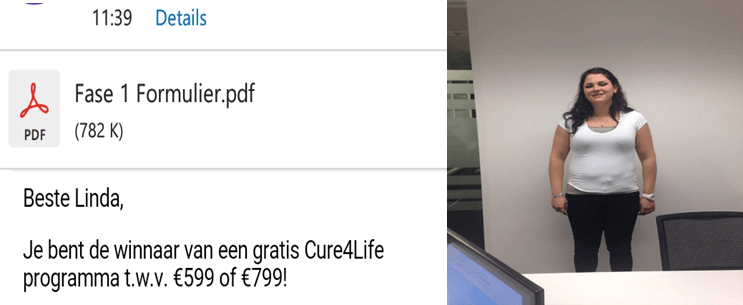 11:39 Details
Fase 1 Formulier.pdf
PDF
(782 K)
Beste Linda,
Je bent de winnaar van een gratis Cure4Life
programma t.w.v. €599 of €799!